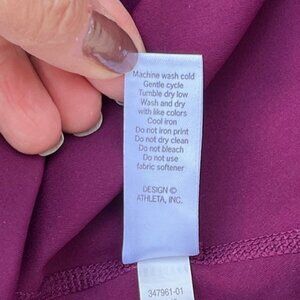 Machine wash cold
Gentle cycle
Tumble dry low
Wash and dry
with like colors
Cool iron
Do not iron print
Do not dry clean
Do not bleach
Do not use
fabric softener
DESIGN ©
ATHLETA, INC.
347961-01